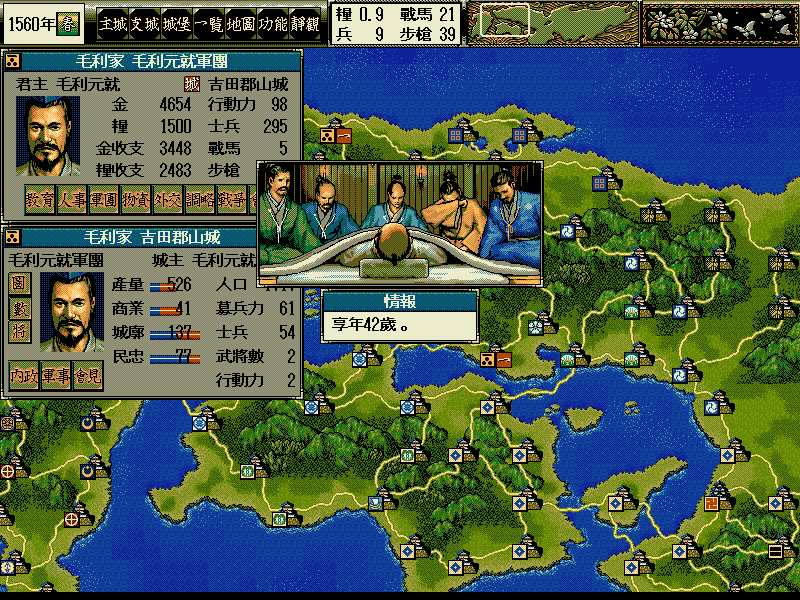 1560年 春 主城 支城 城堡 一覧 地圖 功能 靜觀
糧 0.9 戰馬 21
兵 9 步槍 39
毛利家 毛利元就軍團
君主 毛利元就 城 吉田郡山城
金 4654 行動力 98
糧 1500 士兵 295
金收支 3448 戰馬 5
糧收支 2483 步槍
教育 人事 軍團 物資 外交 調略 戰爭
毛利家 吉田郡山城
毛利元就軍團 城主 毛利元就
圖 產量 526 人口
數 商業 41 募兵力 61
將 城廓 137 士兵 54
民忠 77 武將數 2
行動力 2
內政 軍事 會見
情報
享年42歲。